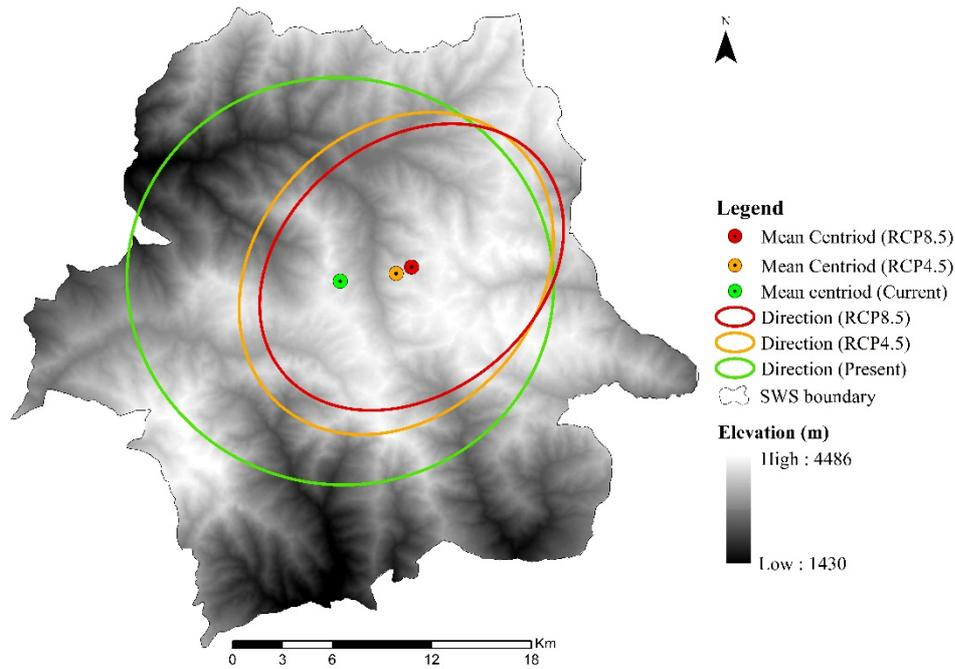 N
Legend
Mean Centriod (RCP8.5)
Mean Centriod (RCP4.5)
Mean centriod (Current)
Direction (RCP8.5)
Direction (RCP4.5)
Direction (Present)
SWS boundary
Elevation (m)
High : 4486
Low : 1430
Km
0 3 6 12 18